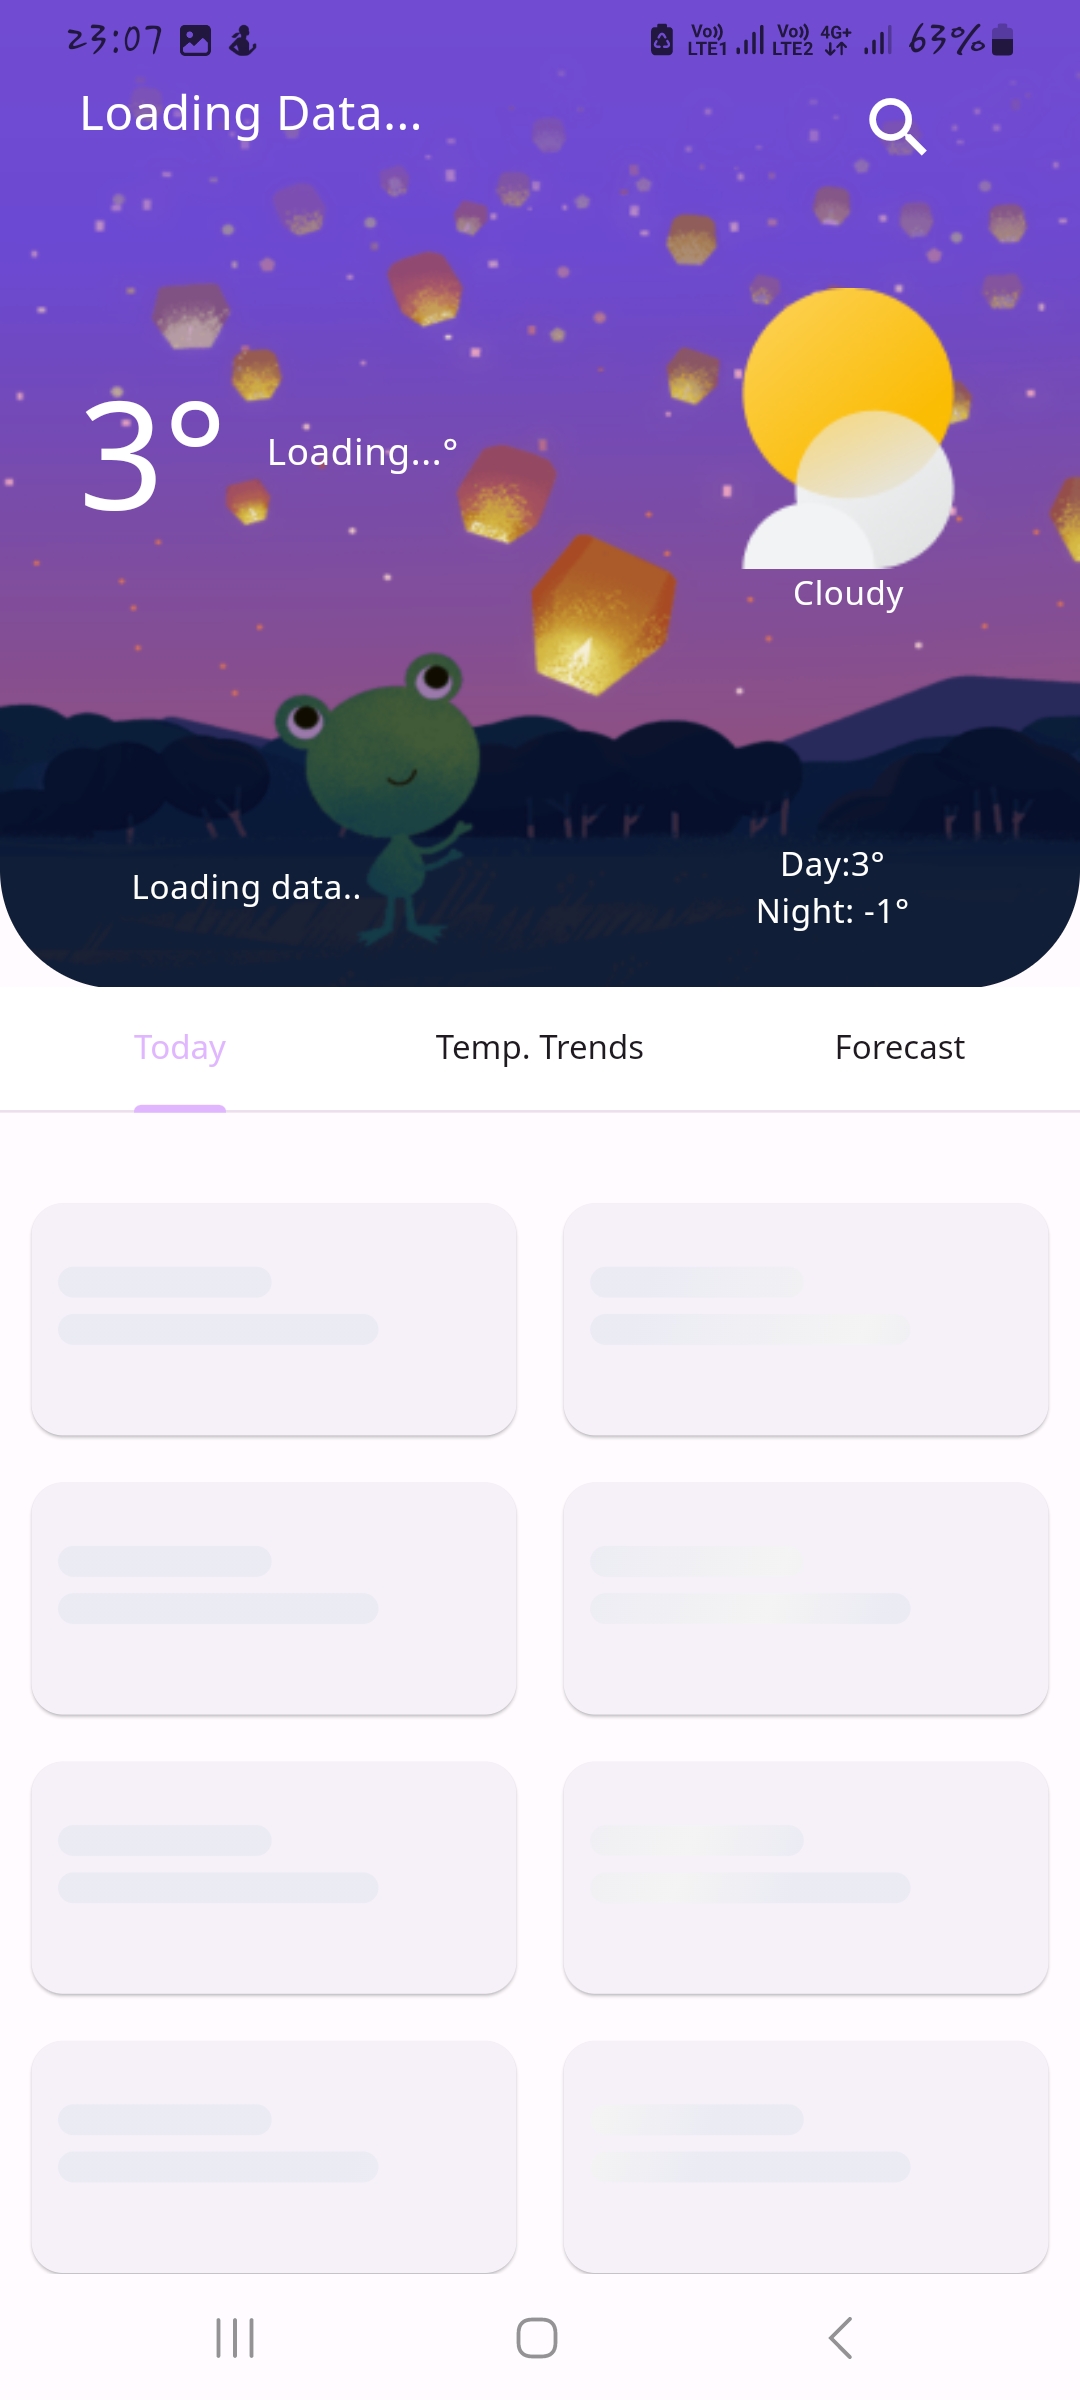 23:07 Vo)) LTE1 Vo)) LTE2 4G+ 63%
Loading Data...
3° Loading...°
Cloudy
Loading data..
Day:3°
Night: -1°
Today Temp. Trends Forecast